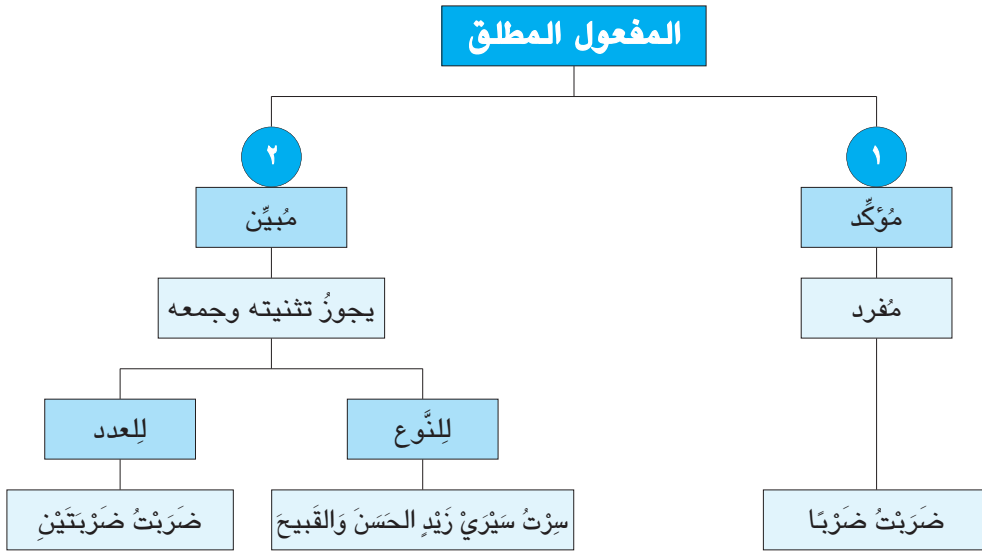 المفعول المطلق
١
٢
مُؤكِّد
مُبيِّن
مُفرد
يجوزُ تثنيته وجمعه
لِلنَّوع
لِلعدد
ضَرَبْتُ ضَرْبًا
سِرْتُ سَيْرَيْ زَيْدٍ الحَسَنَ وَالقَبيحَ
ضَرَبْتُ ضَرْبَتَيْنِ